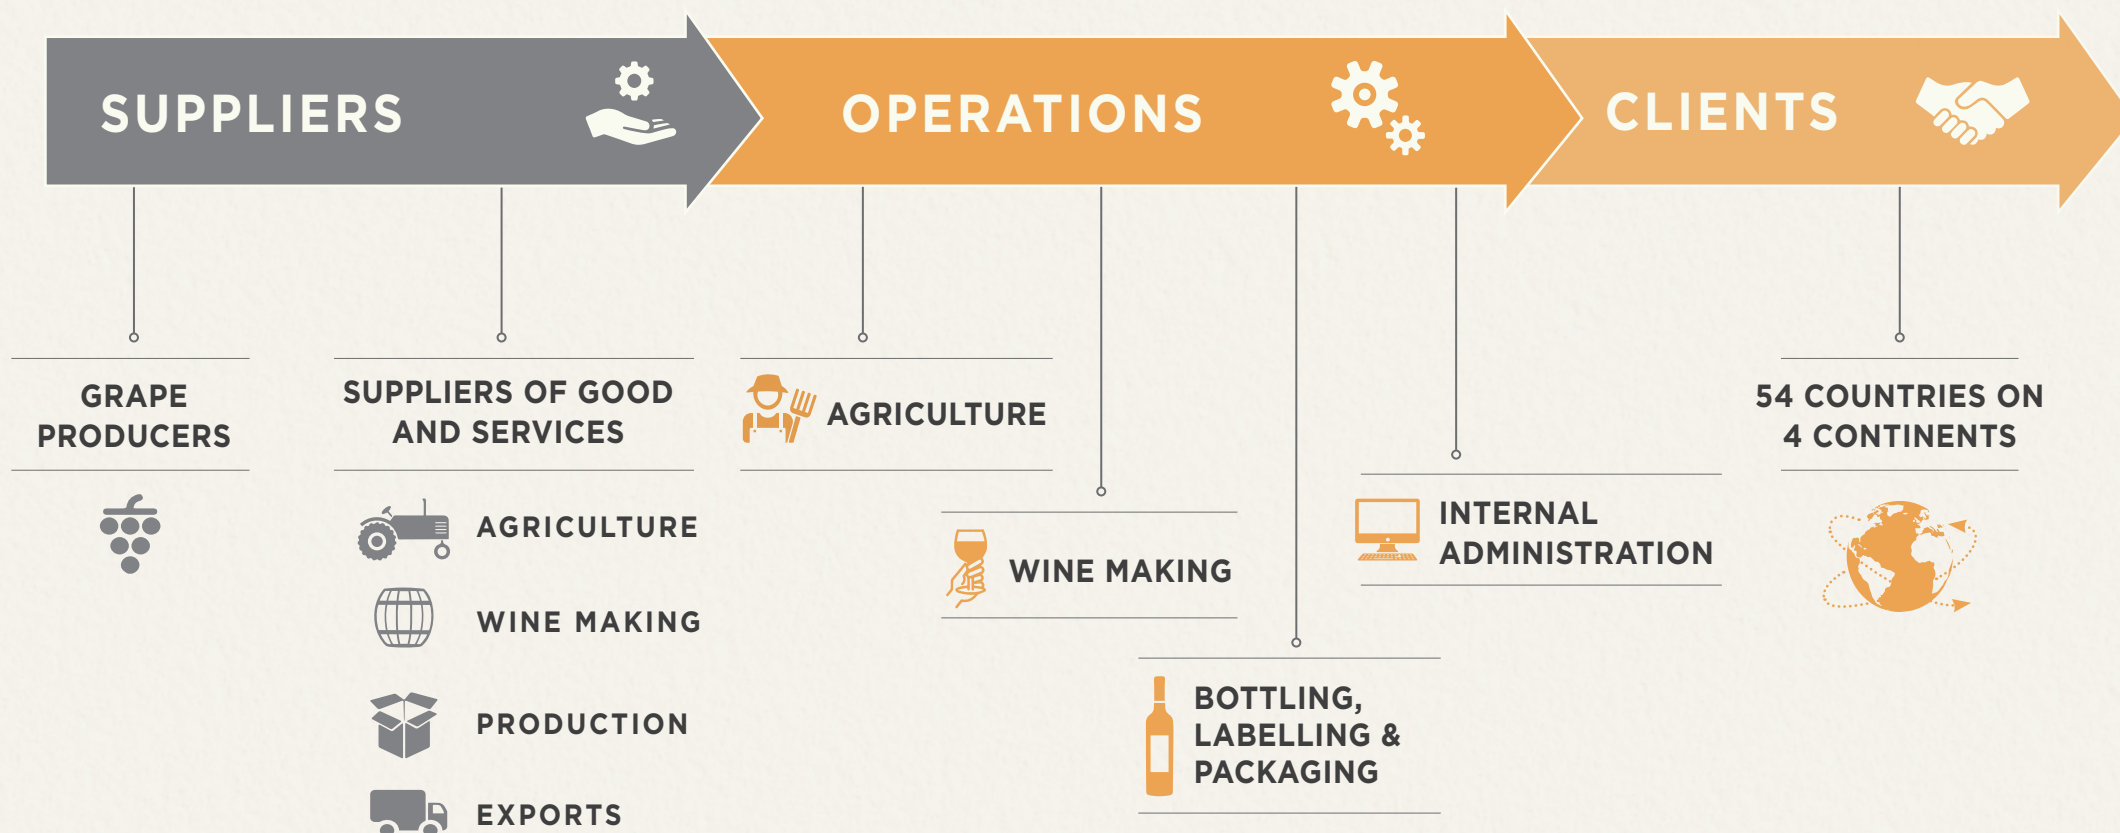 SUPPLIERS
OPERATIONS
CLIENTS
GRAPE
PRODUCERS
SUPPLIERS OF GOOD
AND SERVICES
AGRICULTURE
WINE MAKING
PRODUCTION
EXPORTS
AGRICULTURE
WINE MAKING
BOTTLING,
LABELLING &
PACKAGING
INTERNAL
ADMINISTRATION
54 COUNTRIES ON
4 CONTINENTS